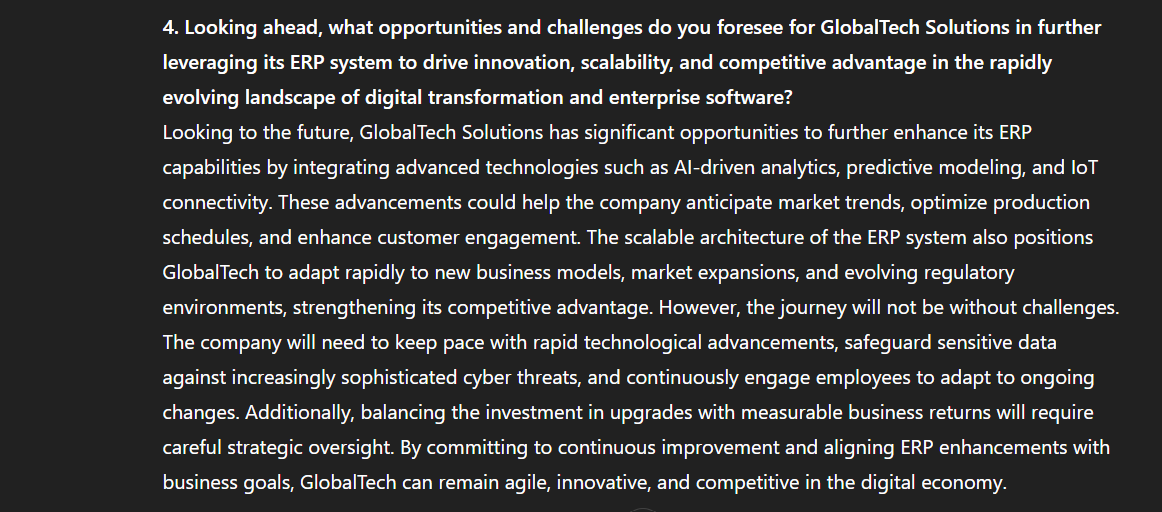 4. Looking ahead, what opportunities and challenges do you foresee for GlobalTech Solutions in further
leveraging its ERP system to drive innovation, scalability, and competitive advantage in the rapidly
evolving landscape of digital transformation and enterprise software?
Looking to the future, GlobalTech Solutions has significant opportunities to further enhance its ERP
capabilities by integrating advanced technologies such as AI-driven analytics, predictive modeling, and IoT
connectivity. These advancements could help the company anticipate market trends, optimize production
schedules, and enhance customer engagement. The scalable architecture of the ERP system also positions
GlobalTech to adapt rapidly to new business models, market expansions, and evolving regulatory
environments, strengthening its competitive advantage. However, the journey will not be without challenges.
The company will need to keep pace with rapid technological advancements, safeguard sensitive data
against increasingly sophisticated cyber threats, and continuously engage employees to adapt to ongoing
changes. Additionally, balancing the investment in upgrades with measurable business returns will require
careful strategic oversight. By committing to continuous improvement and aligning ERP enhancements with
business goals, GlobalTech can remain agile, innovative, and competitive in the digital economy.